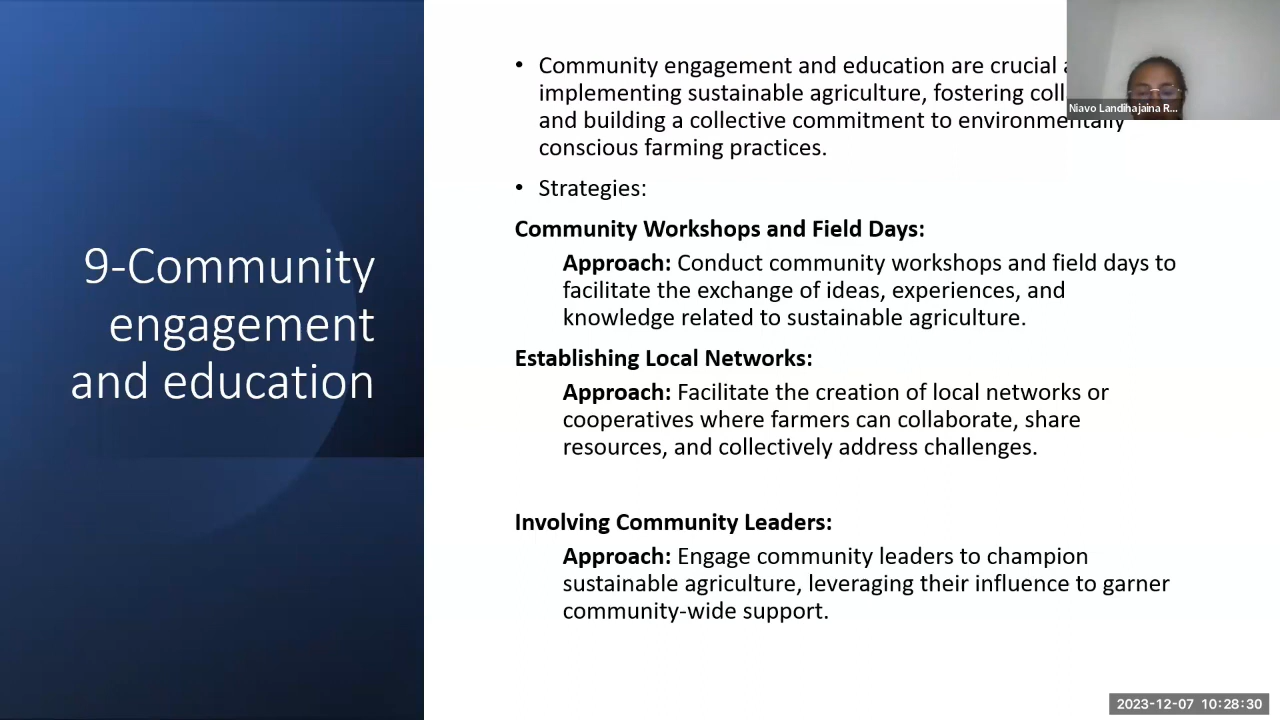 9-Community
engagement
and education
• Community engagement and education are crucial
implementing sustainable agriculture, fostering
and building a collective commitment to environmentally
conscious farming practices.
• Strategies:
Community Workshops and Field Days:
Approach: Conduct community workshops and field days to
facilitate the exchange of ideas, experiences, and
knowledge related to sustainable agriculture.
Establishing Local Networks:
Approach: Facilitate the creation of local networks or
cooperatives where farmers can collaborate, share
resources, and collectively address challenges.
Involving Community Leaders:
Approach: Engage community leaders to champion
sustainable agriculture, leveraging their influence to garner
community-wide support.
Niavo Landihajaina R...
2023-12-07 10:28:30